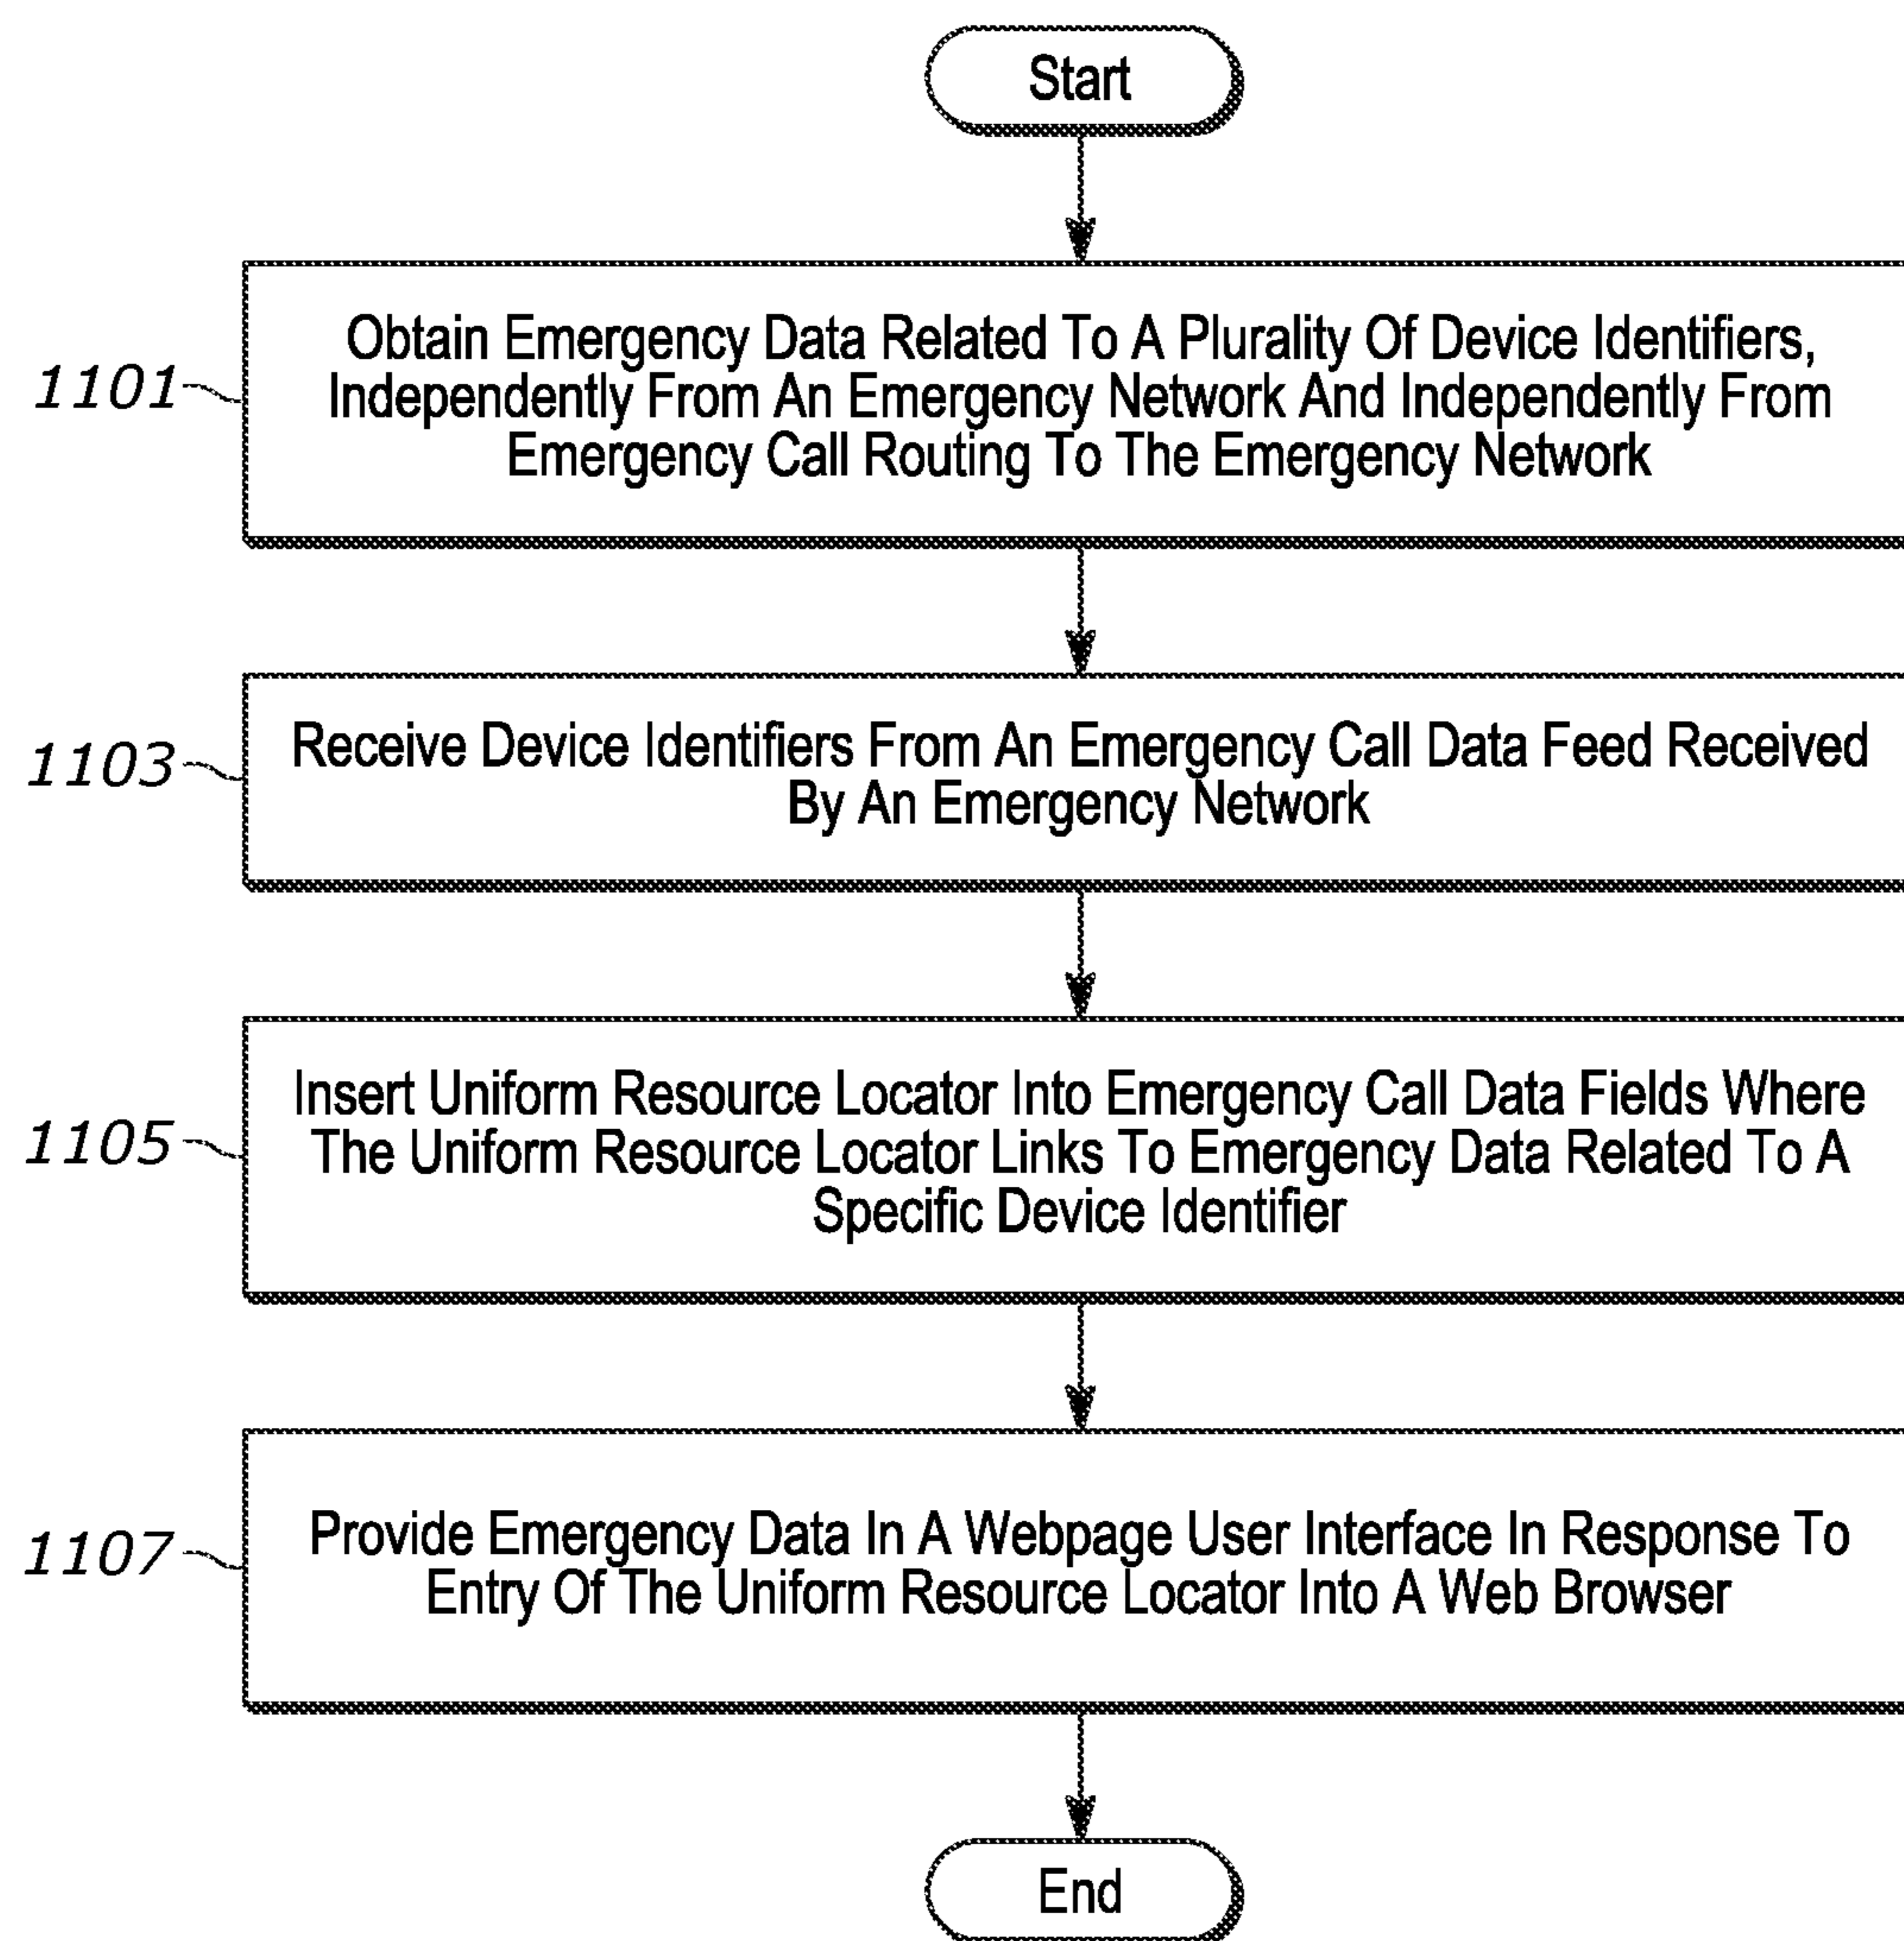 Start
1101
Obtain Emergency Data Related To A Plurality Of Device Identifiers,
Independently From An Emergency Network And Independently From
Emergency Call Routing To The Emergency Network
1103
Receive Device Identifiers From An Emergency Call Data Feed Received
By An Emergency Network
1105
Insert Uniform Resource Locator Into Emergency Call Data Fields Where
The Uniform Resource Locator Links To Emergency Data Related To A
Specific Device Identifier
1107
Provide Emergency Data In A Webpage User Interface In Response To
Entry Of The Uniform Resource Locator Into A Web Browser
End